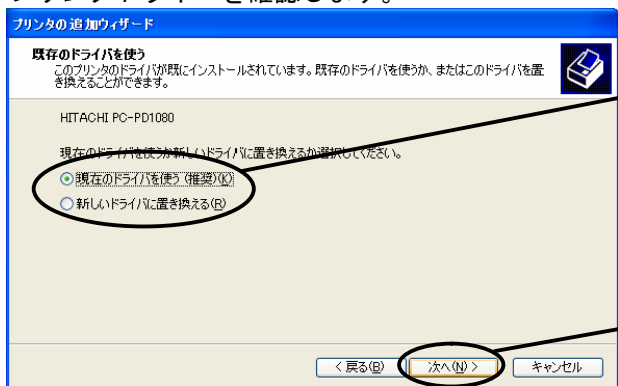 プリンタの追加ウィザード
既存のドライバを使う
このプリンタのドライバが既にインストールされています。既存のドライバを使うか、またはこのドライバを置
き換えることができます。
HITACHI PC-PD1080
現在のドライバを使うか新しいドライバに置き換えるか選択してください。
現在のドライバを使う (推奨)(K)
新しいドライバに置き換える(R)
< 戻る(B)
次へ(N) >
キャンセル